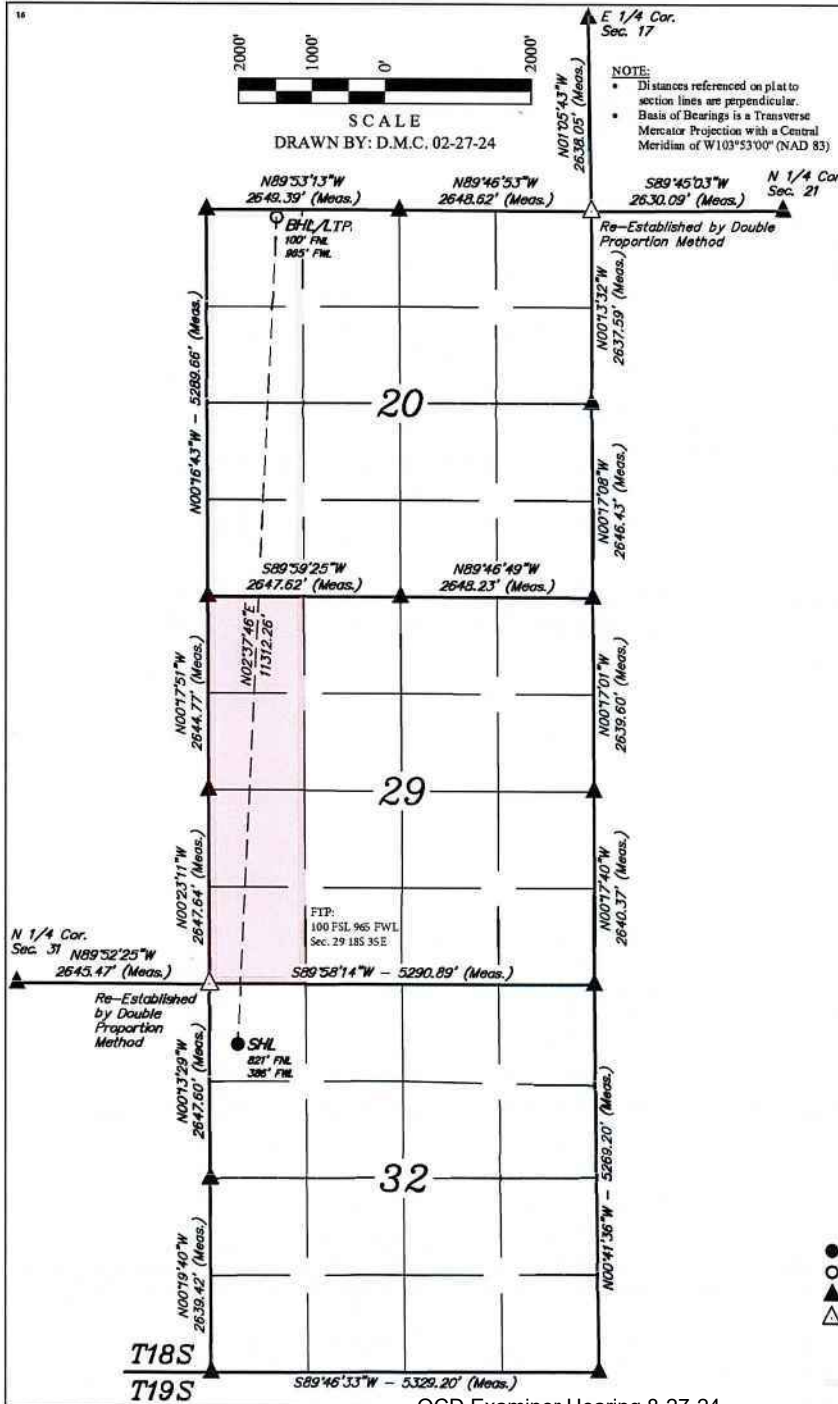 16
2000'
1000'
0'
2000'
SCALE
DRAWN BY: D.M.C. 02-27-24
E 1/4 Cor.
Sec. 17
NOTE:
• Distances referenced on plat to
section lines are perpendicular.
• Basis of Bearings is a Transverse
Mercator Projection with a Central
Meridian of W103°53'00" (NAD 83)
N01°05'43"W
2638.05' (Meas.)
N89°53'13"W
2649.39' (Meas.)
N89°46'53"W
2648.62' (Meas.)
S89°45'03"W
2630.09' (Meas.)
N 1/4 Cor.
Sec. 21
Re-Established by Double
Proportion Method
BHL/LTP.
100' FNL
985' FWL
N00°13'32"W
2637.59' (Meas.)
N00°16'43"W - 5289.66' (Meas.)
20
N00°17'08"W
2646.43' (Meas.)
S89°59'25"W
2647.62' (Meas.)
N89°46'49"W
2648.23' (Meas.)
N02°37'46"E
11312.26'
N00°17'51"W
2644.77' (Meas.)
N00°17'01"W
2639.60' (Meas.)
29
N00°23'11"W
2647.64' (Meas.)
N00°17'40"W
2640.37' (Meas.)
FTP:
100 FSL 965 FWL
Sec. 29 18S 35E
N 1/4 Cor.
Sec. 31
N89°52'25"W
2645.47' (Meas.)
S89°58'14"W - 5290.89' (Meas.)
Re-Established
by Double
Proportion
Method
SHL
821' FNL
386' FWL
N00°13'29"W
2647.60' (Meas.)
32
N00°41'36"W - 5269.20' (Meas.)
N00°19'40"W
2639.42' (Meas.)
T18S
T19S
S89°46'33"W - 5329.20' (Meas.)